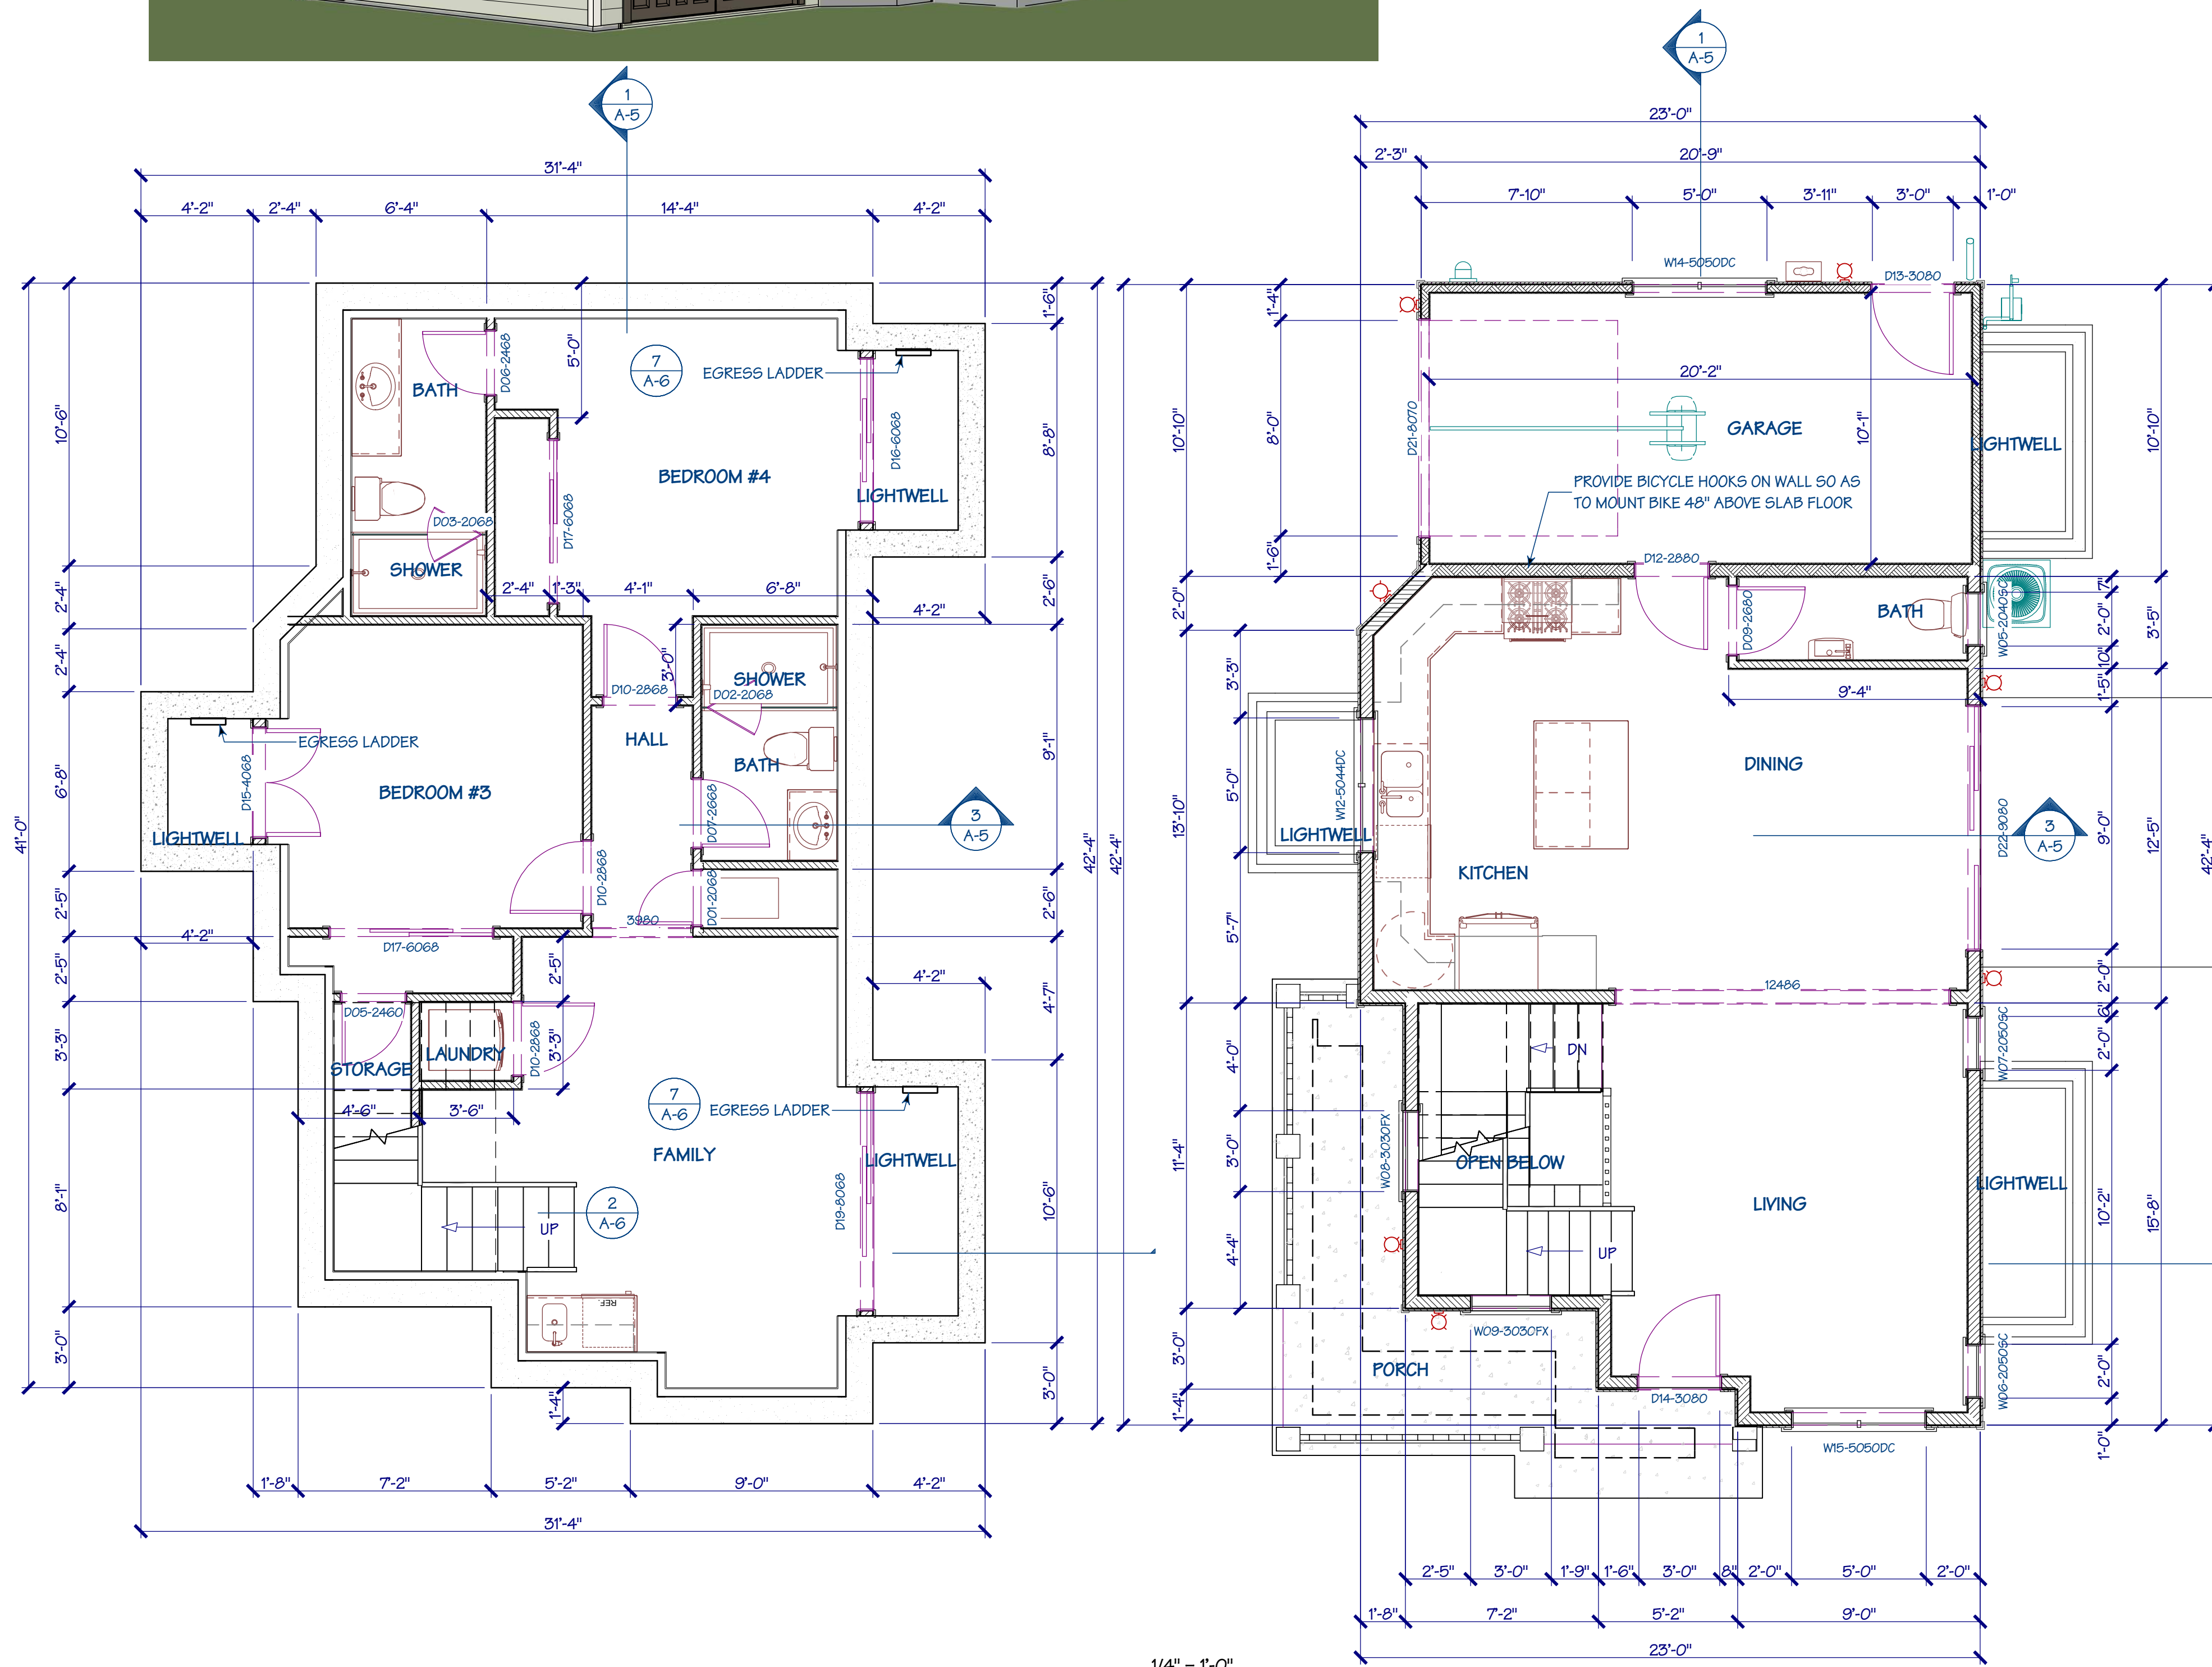 1
A-5
1
A-5
23'-0"
31'-4"
2'-3"
20'-9"
4'-2"
2'-4"
6'-4"
14'-4"
4'-2"
7'-10"
5'-0"
3'-11"
3'-0"
1'-0"
W14-5050DC
D13-3080
41'-0"
10'-6"
2'-4"
2'-4"
6'-8"
2'-5"
2'-5"
3'-3"
8'-1"
3'-0"
BATH
D06-2468
5'-0"
7
A-6
EGRESS LADDER
D16-6068
LIGHTWELL
BEDROOM #4
D03-2068
D17-6068
SHOWER
2'-4"
1'-3"
4'-1"
6'-8"
4'-2"
3'-0"
SHOWER
D10-2868
D02-2068
HALL
BATH
EGRESS LADDER
D15-4068
BEDROOM #3
LIGHTWELL
D07-2668
3
A-5
D10-2868
D01-2068
3980
4'-2"
D17-6068
2'-5"
4'-2"
D05-2460
LAUNDRY
STORAGE
D10-2868
3'-3"
4'-6"
3'-6"
7
A-6
EGRESS LADDER
FAMILY
LIGHTWELL
D19-8068
2
A-6
UP
REF.
1'-4"
1'-6"
8'-8"
2'-6"
9'-1"
2'-6"
4'-7"
10'-6"
3'-0"
42'-4"
1'-8"
7'-2"
5'-2"
9'-0"
4'-2"
31'-4"
42'-4"
10'-10"
2'-0"
13'-10"
11'-4"
3'-0"
1'-4"
1'-4"
8'-0"
1'-6"
3'-3"
5'-0"
5'-7"
4'-0"
3'-0"
4'-4"
D21-8070
20'-2"
GARAGE
10'-1"
LIGHTWELL
PROVIDE BICYCLE HOOKS ON WALL SO AS
TO MOUNT BIKE 48" ABOVE SLAB FLOOR
D12-2880
D09-2680
BATH
W05-2040SC
9'-4"
DINING
W12-5044DC
LIGHTWELL
KITCHEN
D22-9080
3
A-5
12486
DN
W07-2050SC
W08-3030FX
OPEN BELOW
LIVING
LIGHTWELL
UP
W09-3030FX
PORCH
D14-3080
W06-2050SC
W15-5050DC
7"
2'-0"
10"
1'-5"
9'-0"
2'-0"
6"
2'-0"
10'-2"
2'-0"
1'-0"
10'-10"
3'-5"
12'-5"
15'-8"
42'-4"
2'-5"
3'-0"
1'-9"
1'-6"
3'-0"
8"
2'-0"
5'-0"
2'-0"
1'-8"
7'-2"
5'-2"
9'-0"
23'-0"
1/4" = 1'-0"